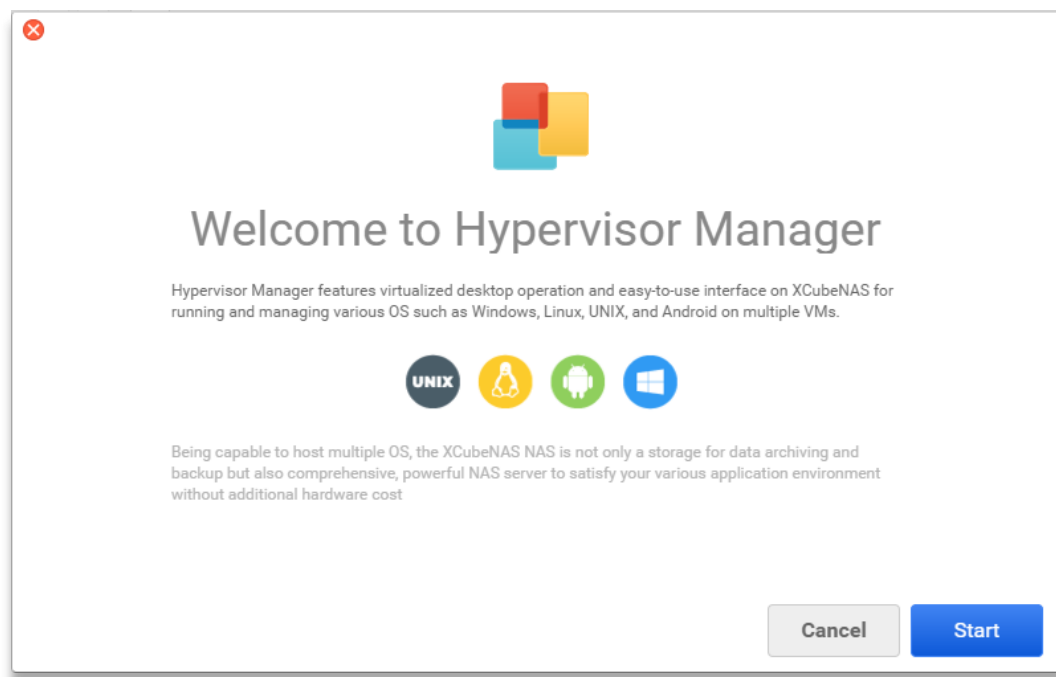 Welcome to Hypervisor Manager
Hypervisor Manager features virtualized desktop operation and easy-to-use interface on XCubeNAS for
running and managing various OS such as Windows, Linux, UNIX, and Android on multiple VMs.
UNIX
Being capable to host multiple OS, the XCubeNAS NAS is not only a storage for data archiving and
backup but also comprehensive, powerful NAS server to satisfy your various application environment
without additional hardware cost
Cancel
Start